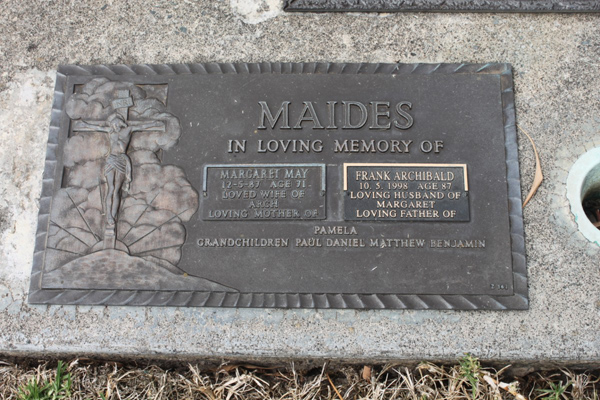 MAIDES
IN LOVING MEMORY OF
MARGARET MAY
12-5-87 AGE 71
LOVED WIFE OF
ARCH
LOVING MOTHER OF
FRANK ARCHIBALD
10. 5. 1998 AGE 87
LOVING HUSBAND OF
MARGARET
LOVING FATHER OF
PAMELA
GRANDCHILDREN PAUL DANIEL MATTHEW BENJAMIN